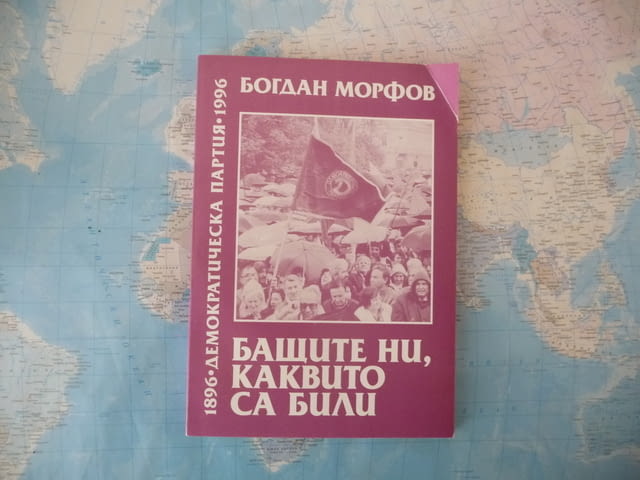 БОГДАН МОРФОВ
1896•ДЕМОКРАТИЧЕСКА ПАРТИЯ•1996
БАЩИТЕ НИ,
КАКВИТО
СА БИЛИ